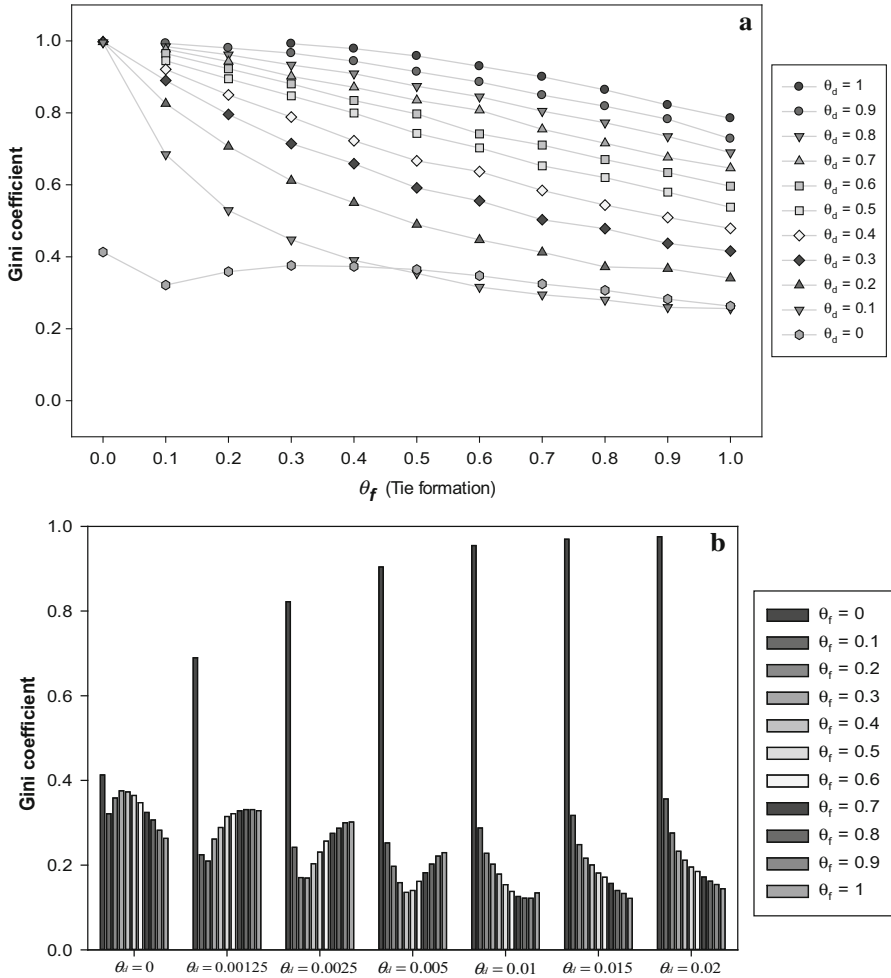 a
Gini coefficient
1.0
0.8
0.6
0.4
0.2
0.0
0.0 0.1 0.2 0.3 0.4 0.5 0.6 0.7 0.8 0.9 1.0
θf (Tie formation)
θd = 1
θd = 0.9
θd = 0.8
θd = 0.7
θd = 0.6
θd = 0.5
θd = 0.4
θd = 0.3
θd = 0.2
θd = 0.1
θd = 0
b
Gini coefficient
1.0
0.8
0.6
0.4
0.2
0.0
θd = 0 θd = 0.00125 θd = 0.0025 θd = 0.005 θd = 0.01 θd = 0.015 θd = 0.02
θf = 0
θf = 0.1
θf = 0.2
θf = 0.3
θf = 0.4
θf = 0.5
θf = 0.6
θf = 0.7
θf = 0.8
θf = 0.9
θf = 1